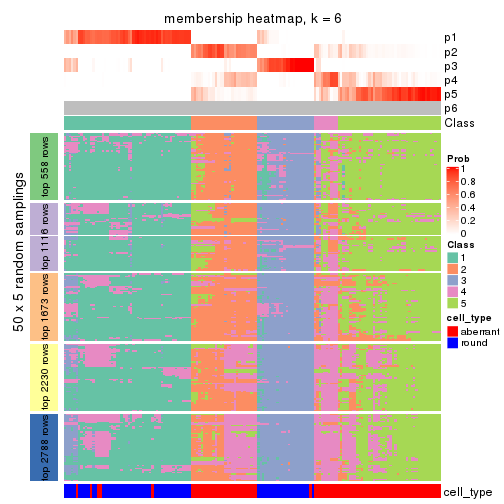 membership heatmap, k = 6
p1
p2
p3
p4
p5
p6
Class
50 x 5 random samplings
top 558 rows
top 1116 rows
top 1673 rows
top 2230 rows
top 2788 rows
cell_type
Prob
1
0.8
0.6
0.4
0.2
0
Class
1
2
3
4
5
cell_type
aberrant
round